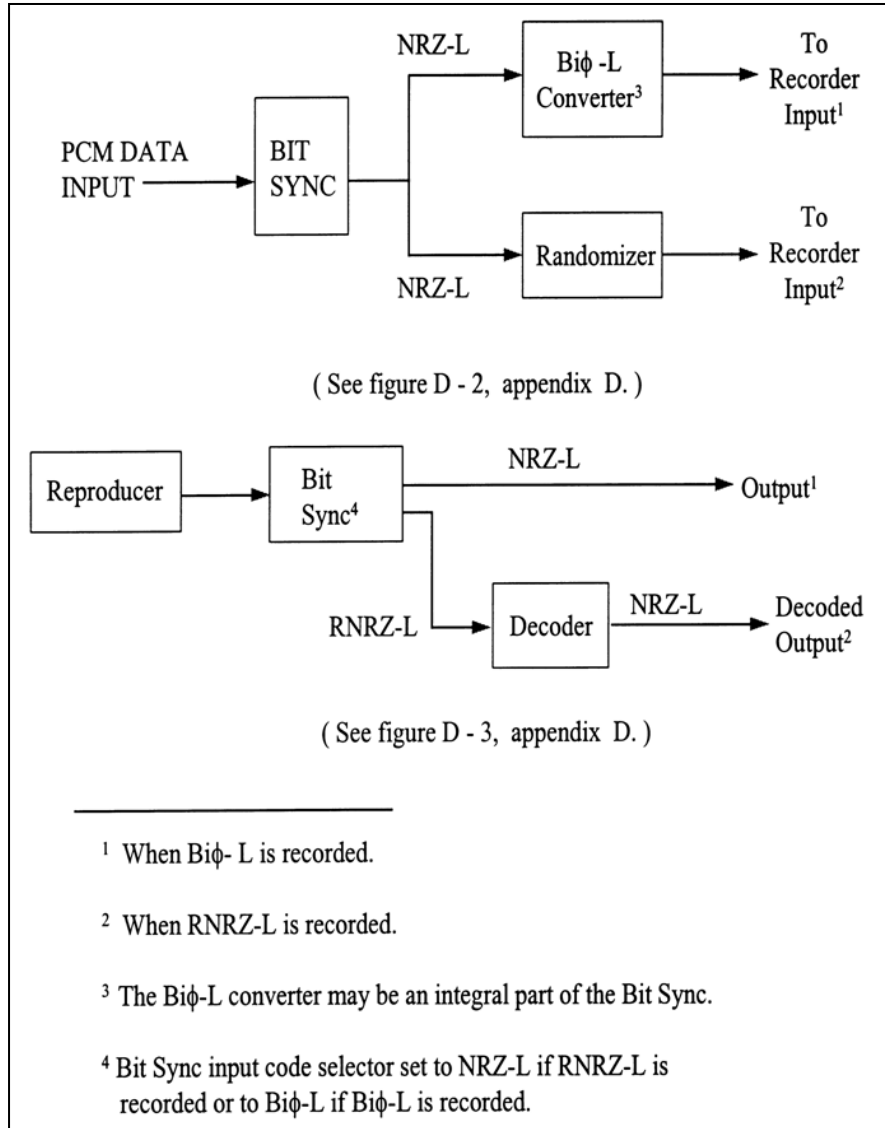 NRZ-L
Biϕ -L
Converter³
To
Recorder
Input¹
PCM DATA
INPUT
BIT
SYNC
NRZ-L
Randomizer
To
Recorder
Input²
( See figure D - 2, appendix D. )
Reproducer
Bit
Sync⁴
NRZ-L
Output¹
RNRZ-L
Decoder
NRZ-L
Decoded
Output²
( See figure D - 3, appendix D. )
¹ When Biϕ- L is recorded.
² When RNRZ-L is recorded.
³ The Biϕ-L converter may be an integral part of the Bit Sync.
⁴ Bit Sync input code selector set to NRZ-L if RNRZ-L is
recorded or to Biϕ-L if Biϕ-L is recorded.